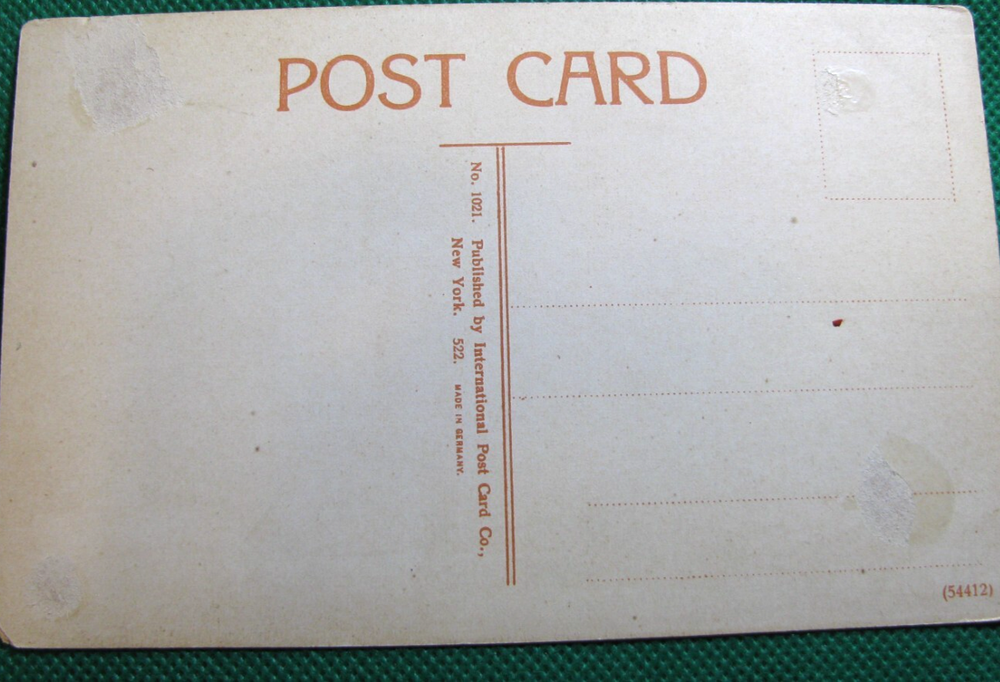 POST CARD
No. 1021. Published by International Post Card Co.,
New York. 522. MADE IN GERMANY.
(54412)